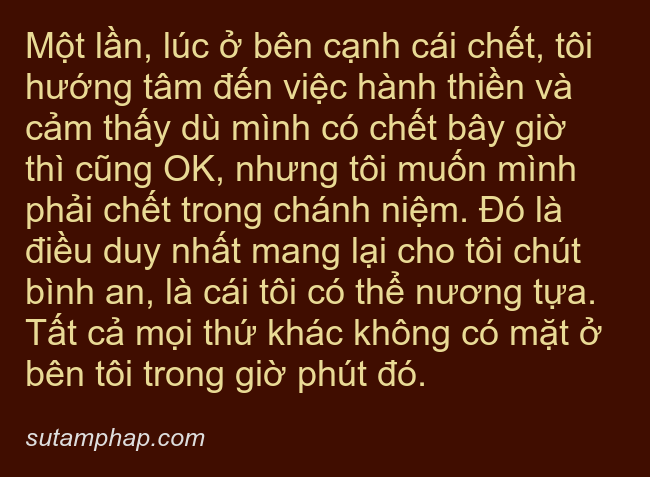 Một lần, lúc ở bên cạnh cái chết, tôi
hướng tâm đến việc hành thiền và
cảm thấy dù mình có chết bây giờ
thì cũng OK, nhưng tôi muốn mình
phải chết trong chánh niệm. Đó là
điều duy nhất mang lại cho tôi chút
bình an, là cái tôi có thể nương tựa.
Tất cả mọi thứ khác không có mặt ở
bên tôi trong giờ phút đó.
sutamphap.com